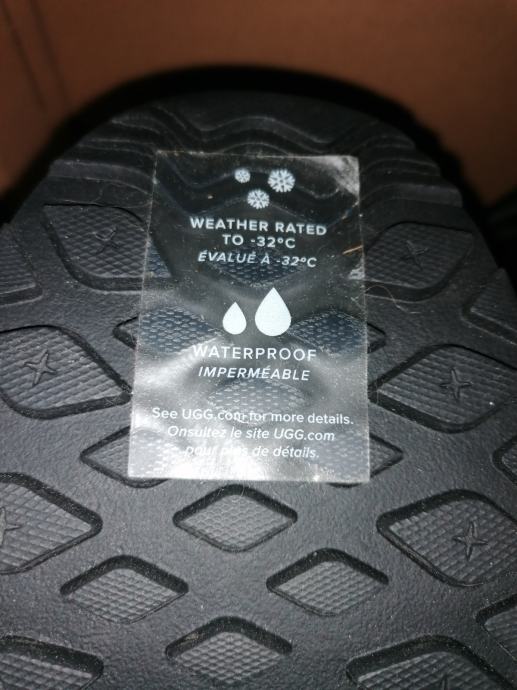 WEATHER RATED
TO -32°C
ÉVALUÉ À -32°C
WATERPROOF
IMPERMÉABLE
See UGG.com for more details.
Onsultez le site UGG.com
pour plus de détails.